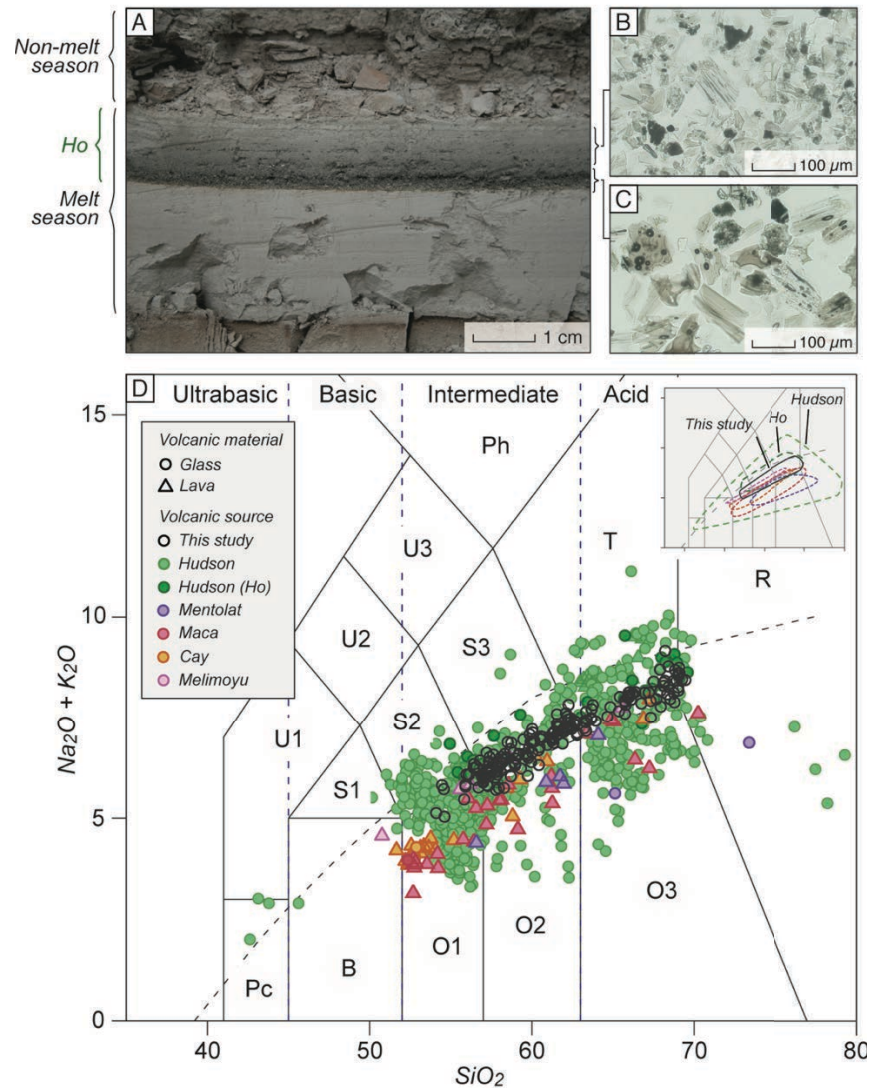 A
Non-melt
season
Ho
Melt
season
1 cm
B
100 µm
C
100 µm
D
Ultrabasic
Basic
Intermediate
Acid
Volcanic material
Glass
Lava
Volcanic source
This study
Hudson
Hudson (Ho)
Mentolat
Maca
Cay
Melimoyu
Hudson
Ho
This study
Ph
U3
T
R
U2
S3
U1
S2
S1
O3
O2
O1
B
Pc
15
10
5
0
Na₂O + K₂O
40
50
60
70
80
SiO₂